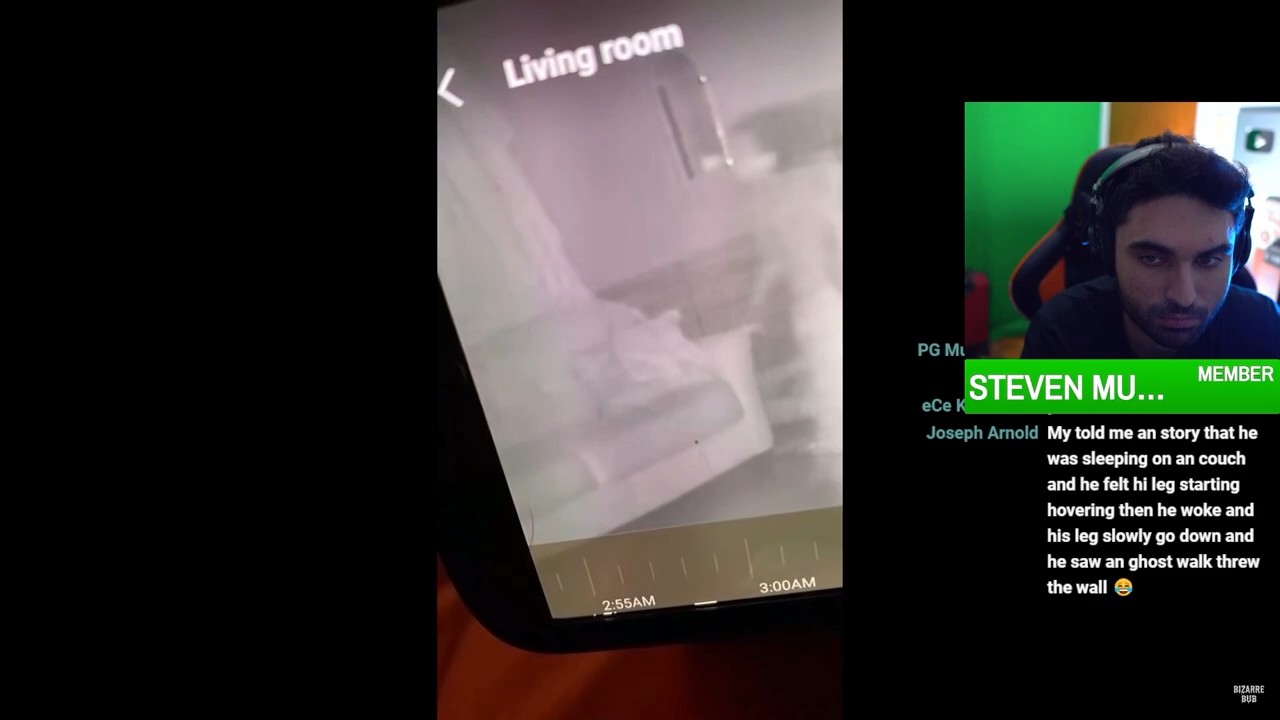 Living room
2:55AM
3:00AM
PG Mu
STEVEN MU...
MEMBER
eCe K
Joseph Arnold My told me an story that he
was sleeping on an couch
and he felt hi leg starting
hovering then he woke and
his leg slowly go down and
he saw an ghost walk threw
the wall 😂
BIZARRE
BUB